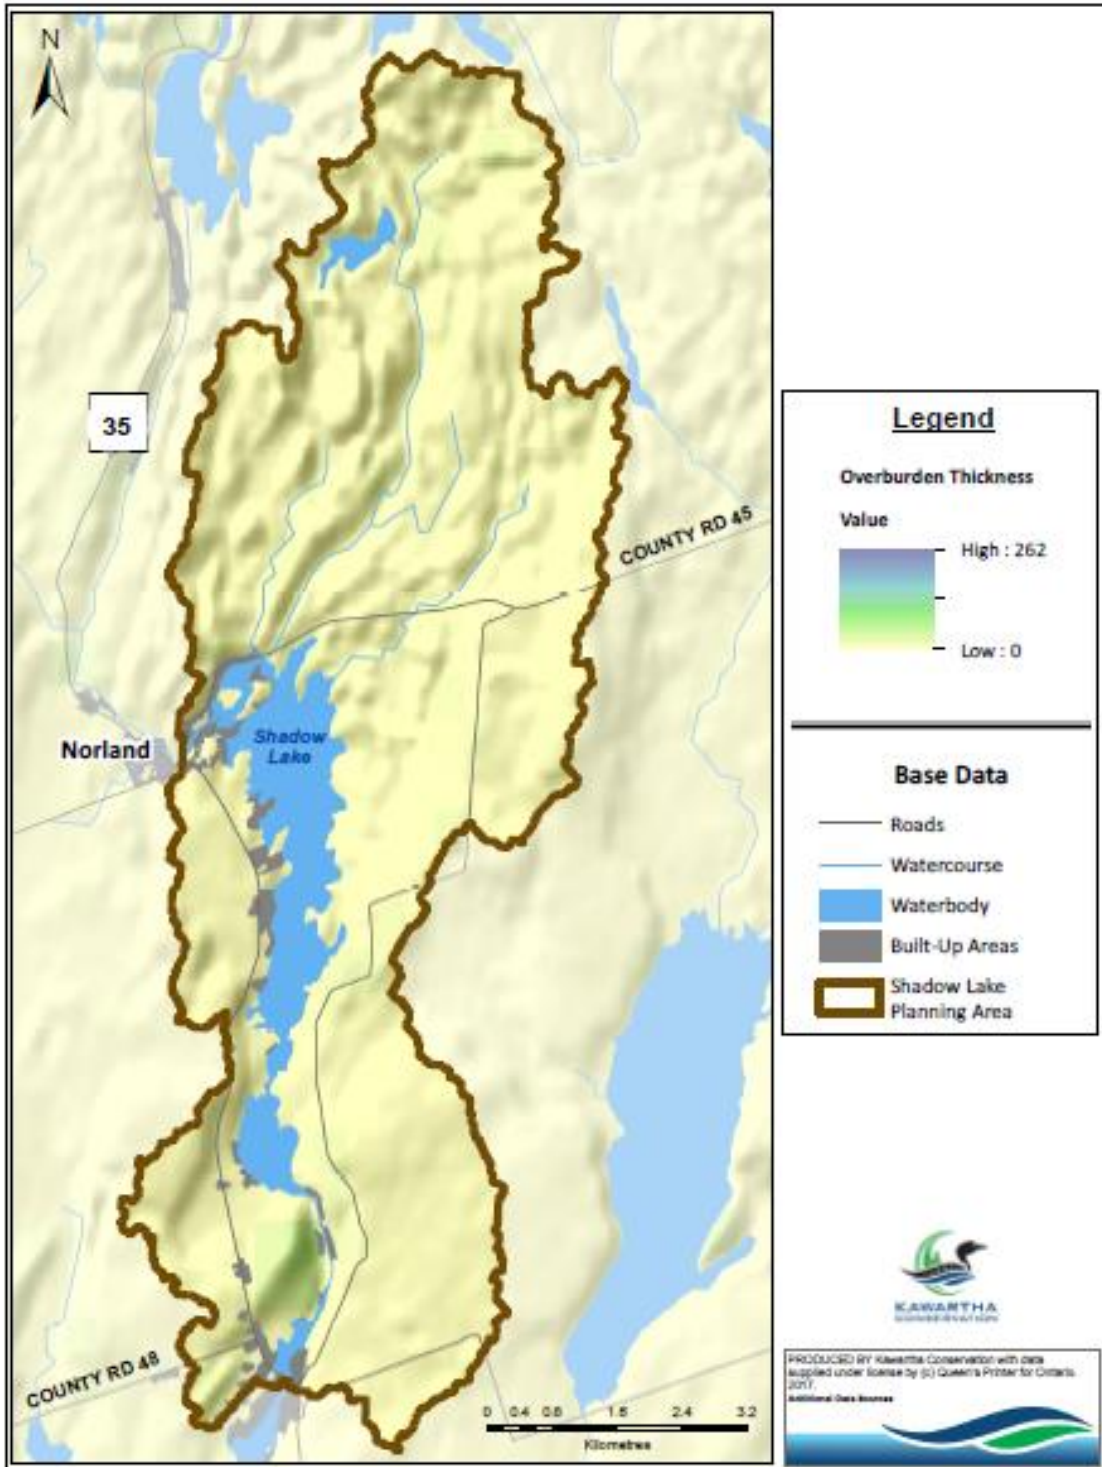 N
35
COUNTY RD 45
Norland
Shadow
Lake
COUNTY RD 48
0 0.4 0.8 1.6 2.4 3.2
Kilometres
Legend
Overburden Thickness
Value
High : 262
Low : 0
Base Data
Roads
Watercourse
Waterbody
Built-Up Areas
Shadow Lake
Planning Area
KAWARTHA
CONSERVATION
PRODUCED BY Kawartha Conservation with data
supplied under license by (c) Queen's Printer for Ontario,
2017.
Additional Data Sources